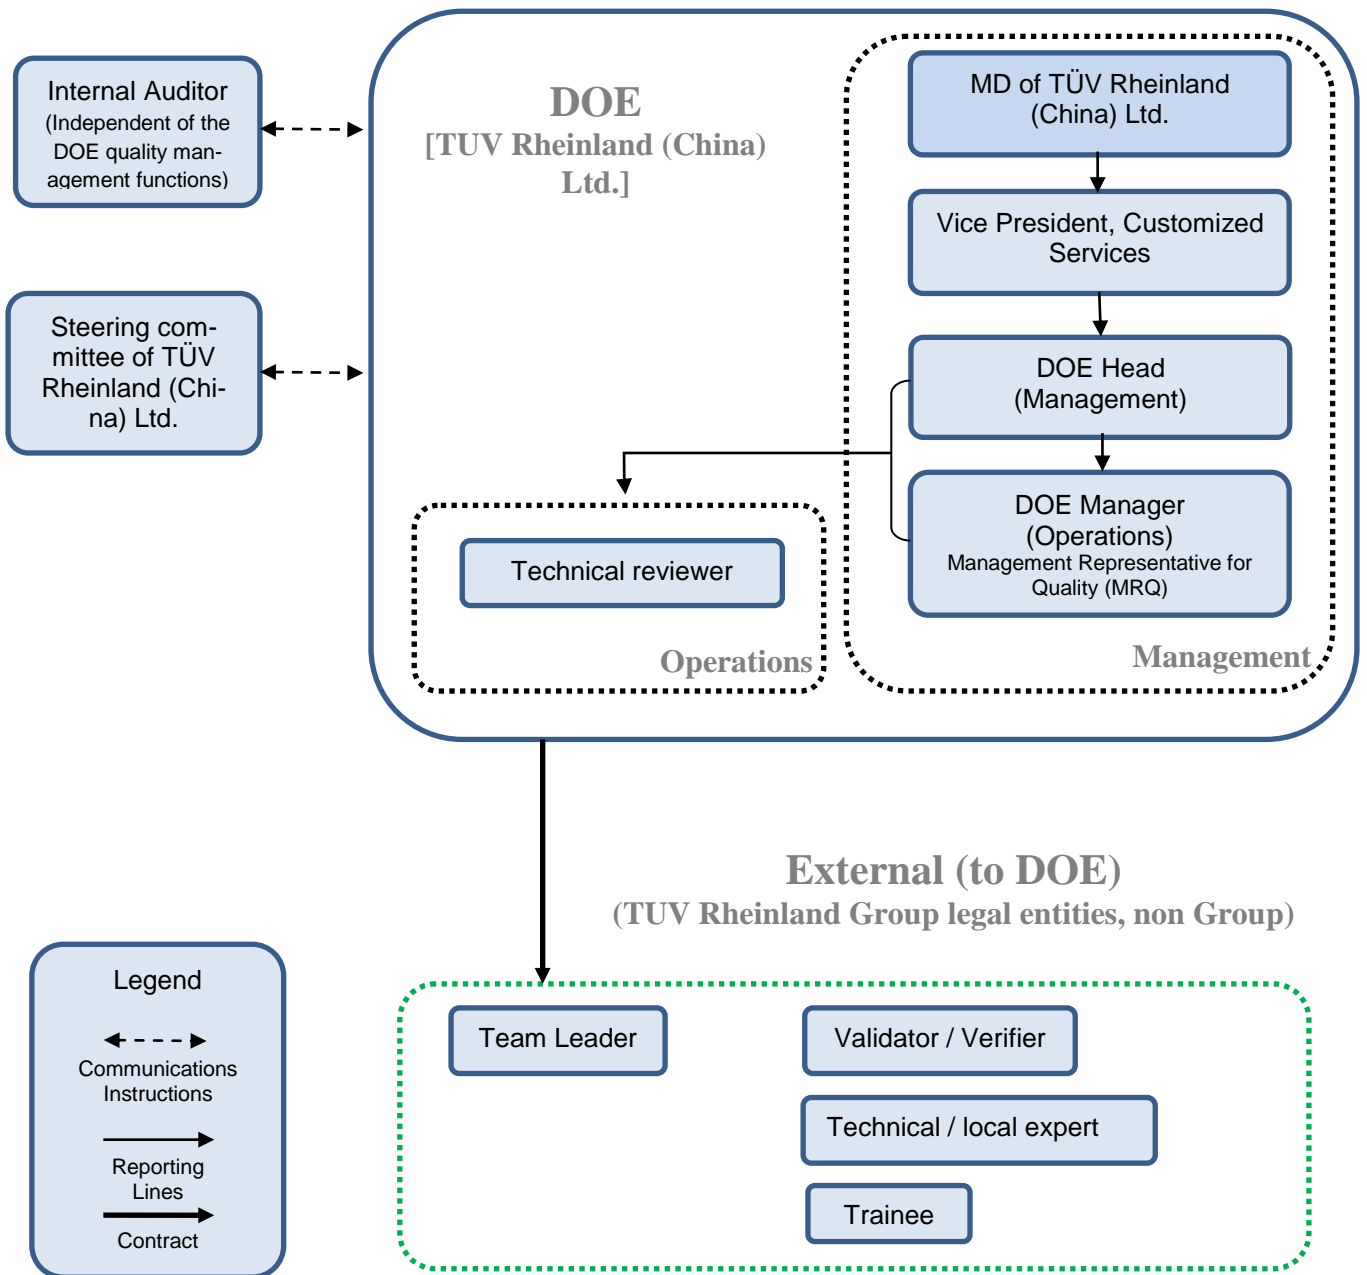 Internal Auditor
(Independent of the
DOE quality man-
agement functions)
Steering com-
mittee of TÜV
Rheinland (Chi-
na) Ltd.
DOE
[TUV Rheinland (China)
Ltd.]
MD of TÜV Rheinland
(China) Ltd.
Vice President, Customized
Services
DOE Head
(Management)
DOE Manager
(Operations)
Management Representative for
Quality (MRQ)
Management
Technical reviewer
Operations
External (to DOE)
(TUV Rheinland Group legal entities, non Group)
Team Leader
Validator / Verifier
Technical / local expert
Trainee
Legend
Communications
Instructions
Reporting
Lines
Contract